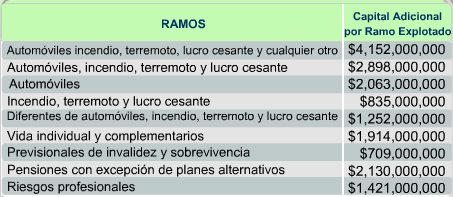 RAMOS
Capital Adicional
por Ramo Explotado
Automóviles incendio, terremoto, lucro cesante y cualquier otro $4,152,000,000
Automóviles, incendio, terremoto y lucro cesante $2,898,000,000
Automóviles $2,063,000,000
Incendio, terremoto y lucro cesante $835,000,000
Diferentes de automóviles, incendio, terremoto y lucro cesante $1,252,000,000
Vida individual y complementarios $1,914,000,000
Previsionales de invalidez y sobrevivencia $709,000,000
Pensiones con excepción de planes alternativos $2,130,000,000
Riesgos profesionales $1,421,000,000